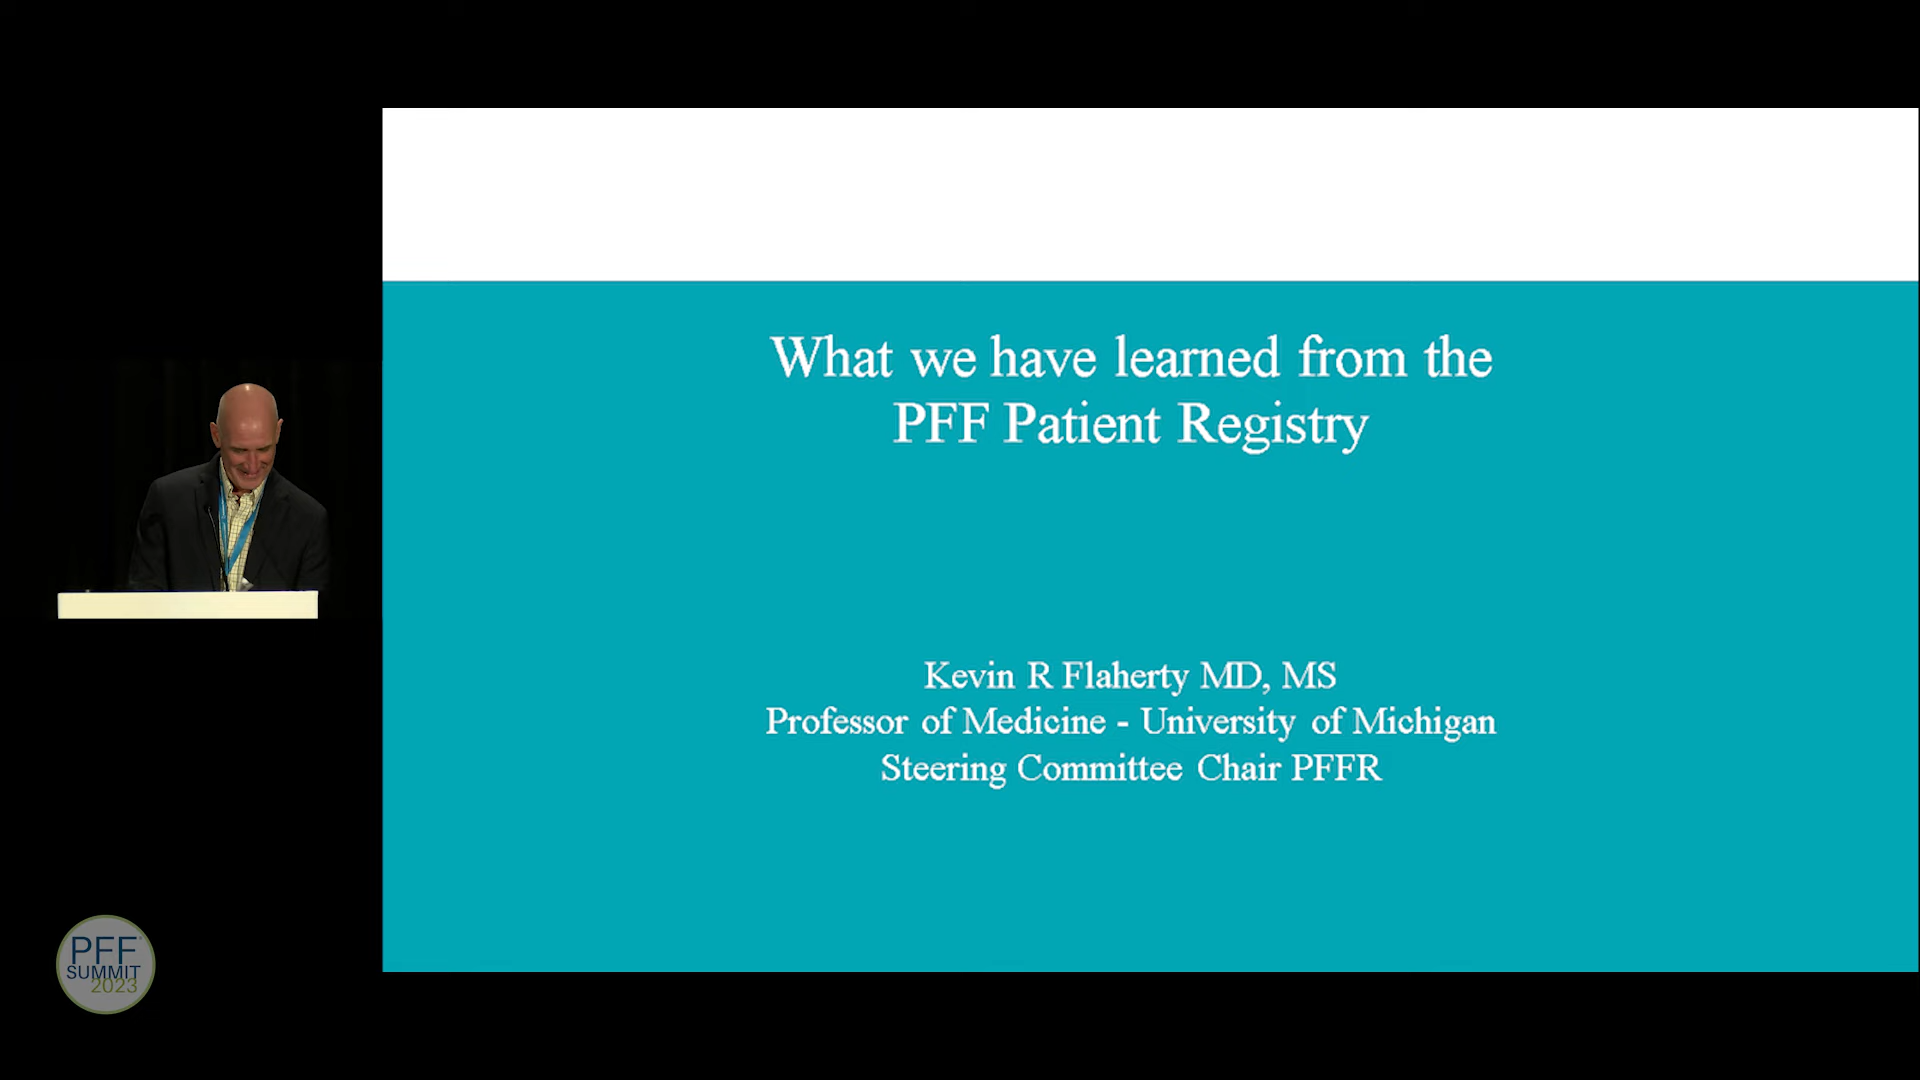 What we have learned from the
PFF Patient Registry
Kevin R Flaherty MD, MS
Professor of Medicine - University of Michigan
Steering Committee Chair PFFR
PFF
SUMMIT
2023